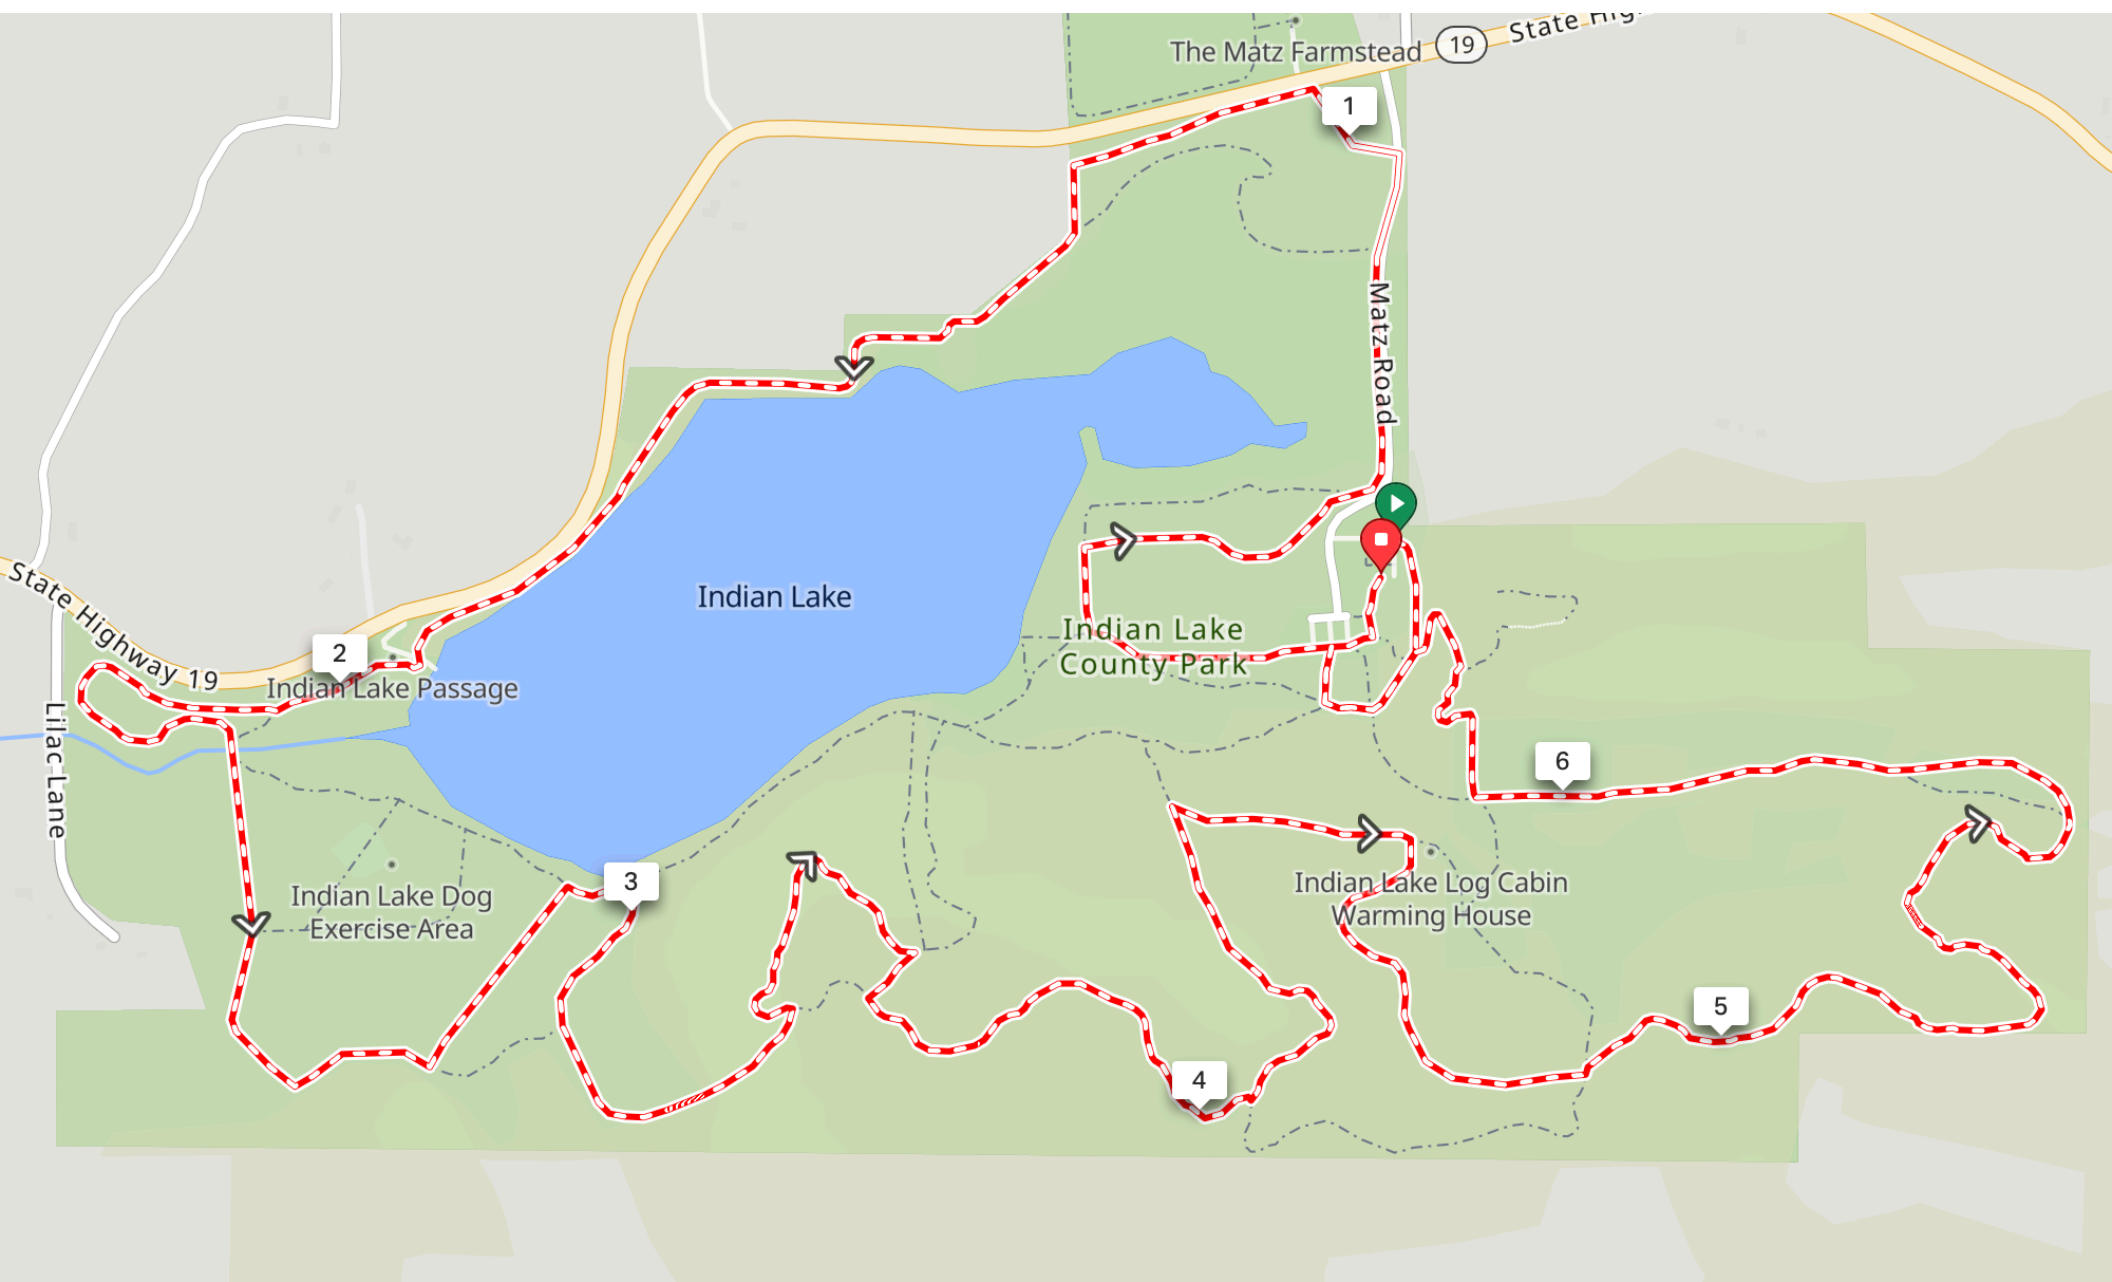 The Matz Farmstead
19
State Hig
1
Matz Road
Indian Lake
Indian Lake
County Park
State Highway 19
2
Indian Lake Passage
Lilac Lane
6
3
Indian Lake Dog
Exercise Area
Indian Lake Log Cabin
Warming House
5
4